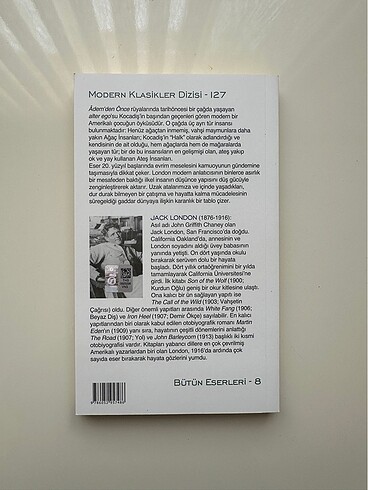 MODERN KLASİKLER DİZİSİ - 127
Âdem'den Önce rüyalarında tarihöncesi bir çağda yaşayan
alter ego'su Kocadiş'in başından geçenleri gören modern bir
Amerikalı çocuğun öyküsüdür. O çağda üç ayrı tür insansı
bulunmaktadır: Henüz ağaçtan inmemiş, vahşi maymunlara daha
yakın Ağaç İnsanları; Kocadiş'in "Halk" olarak adlandırdığı ve
kendisinin de ait olduğu, hem ağaçlarda hem de mağaralarda
yaşayan tür; bir de bu insansıların en gelişmişi olan, ateş yakıp
ok ve yay kullanan Ateş İnsanları.
Eser 20. yüzyıl başlarında evrim meselesini kamuoyunun gündemine
taşımasıyla dikkat çeker. London modern anlatıcısının binlerce asırlık
bir mesafeden baktığı ilkel insanın düşünce yapısını düş gücüyle
zenginleştirerek aktarır. Uzak atalarımıza ve içinde yaşadıkları,
dur durak bilmeyen bir çatışma ve hayatta kalma mücadelesinin
süregeldiği gaddar dünyaya ilişkin karanlık bir tablo çizer.
JACK LONDON (1876-1916):
Asıl adı John Griffith Chaney olan
Jack London, San Francisco'da doğdu.
California Oakland'da, annesinin ve
London soyadını aldığı üvey babasının
yanında yetişti. On dört yaşında okulu
bırakarak serüven dolu bir hayata
başladı. Dört yıllık ortaöğrenimini bir yılda
tamamlayarak California Üniversitesi'ne
girdi. İlk kitabı Son of the Wolf (1900;
Kurdun Oğlu) geniş bir okur kitlesine ulaştı.
Ona kalıcı bir ün sağlayan yapıtı ise
The Call of the Wild (1903; Vahşetin
Çağrısı) oldu. Diğer önemli yapıtları arasında White Fang (1906;
Beyaz Diş) ve Iron Heel (1907; Demir Ökçe) sayılabilir. En kalıcı
yapıtlarından biri olarak kabul edilen otobiyografik romanı Martin
Eden'ın (1909) yanı sıra, hayatının çeşitli dönemlerini anlattığı
The Road (1907; Yol) ve John Barleycorn (1913) başlıklı iki kısmı
otobiyografisi vardır. Kitapları yabancı dillere en çok çevrilmiş
Amerikalı yazarlardan biri olan London, 1916'da ardında çok
sayıda eser bırakarak hayata gözlerini yumdu.
BÜTÜN ESERLERİ - 8